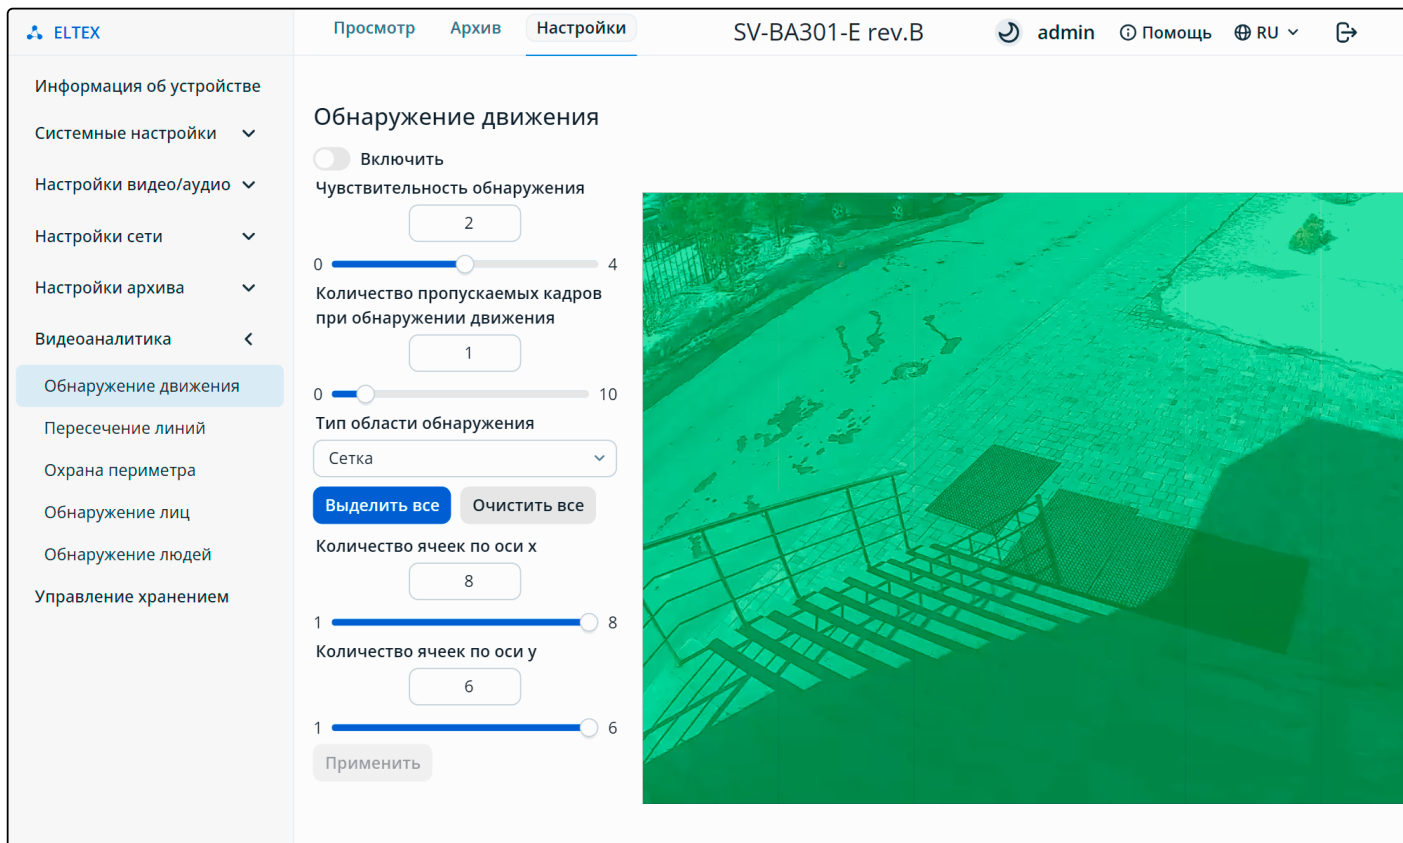 ELTEX
Просмотр Архив Настройки SV-BA301-E rev.B admin Помощь RU
Информация об устройстве
Системные настройки
Настройки видео/аудио
Настройки сети
Настройки архива
Видеоаналитика
Обнаружение движения
Пересечение линий
Охрана периметра
Обнаружение лиц
Обнаружение людей
Управление хранением
Обнаружение движения
Включить
Чувствительность обнаружения
2
0 4
Количество пропускаемых кадров
при обнаружении движения
1
0 10
Тип области обнаружения
Сетка
Выделить все Очистить все
Количество ячеек по оси x
8
1 8
Количество ячеек по оси y
6
1 6
Применить